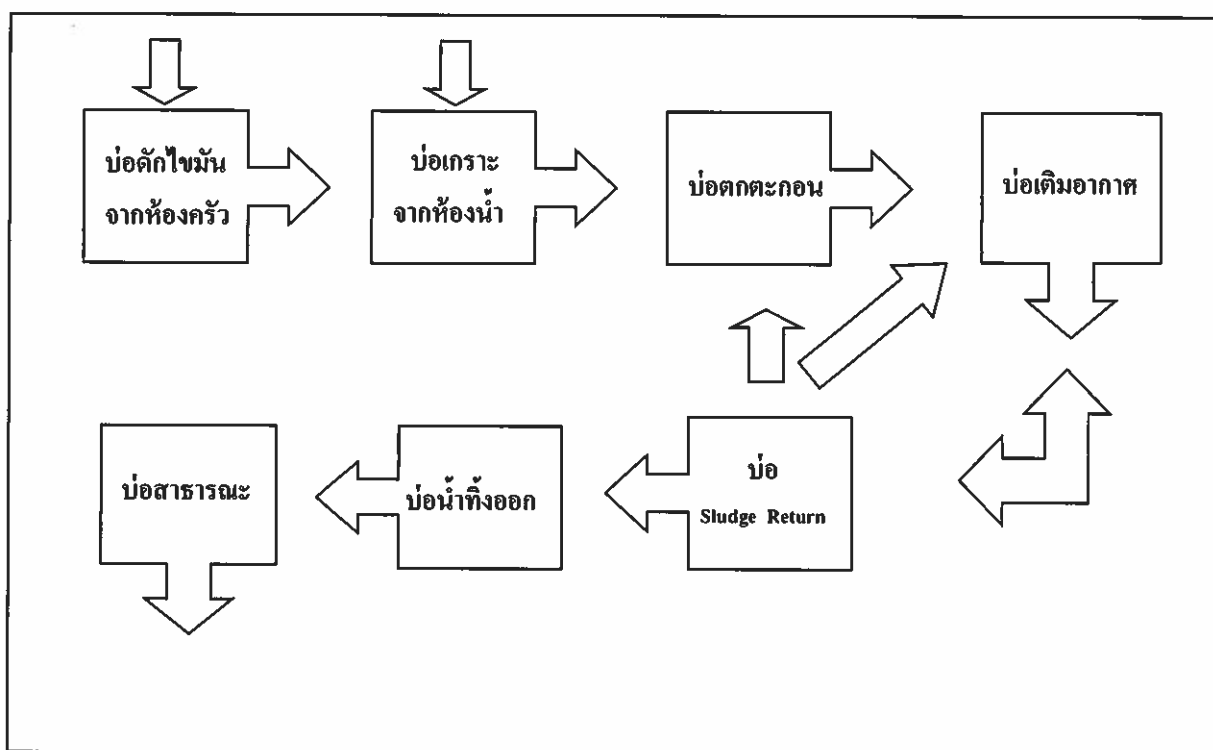 บ่อดักไขมัน
จากห้องครัว
บ่อเกราะ
จากห้องน้ำ
บ่อตกตะกอน
บ่อเติมอากาศ
บ่อสาธารณะ
บ่อน้ำทิ้งออก
บ่อ
Sludge Return